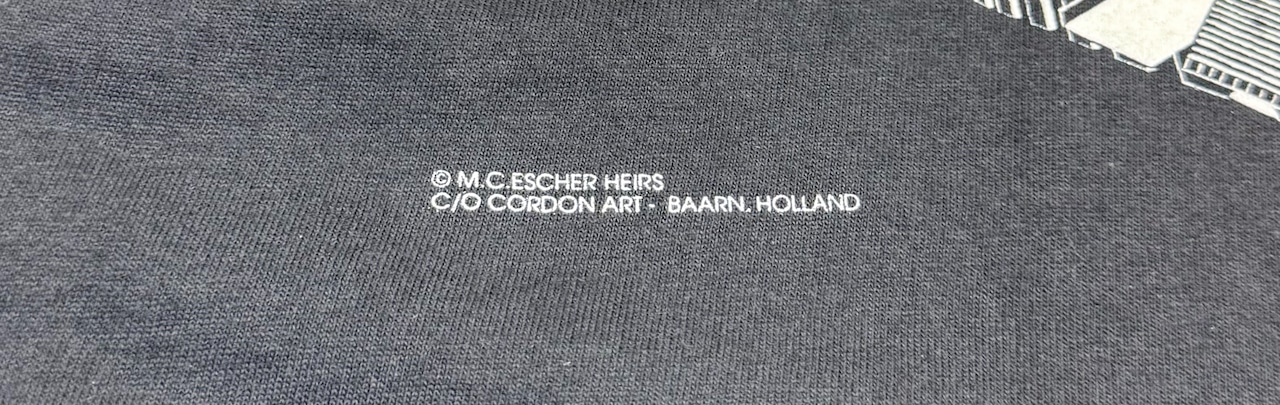 © M.C.ESCHER HEIRS
C/O CORDON ART - BAARN. HOLLAND